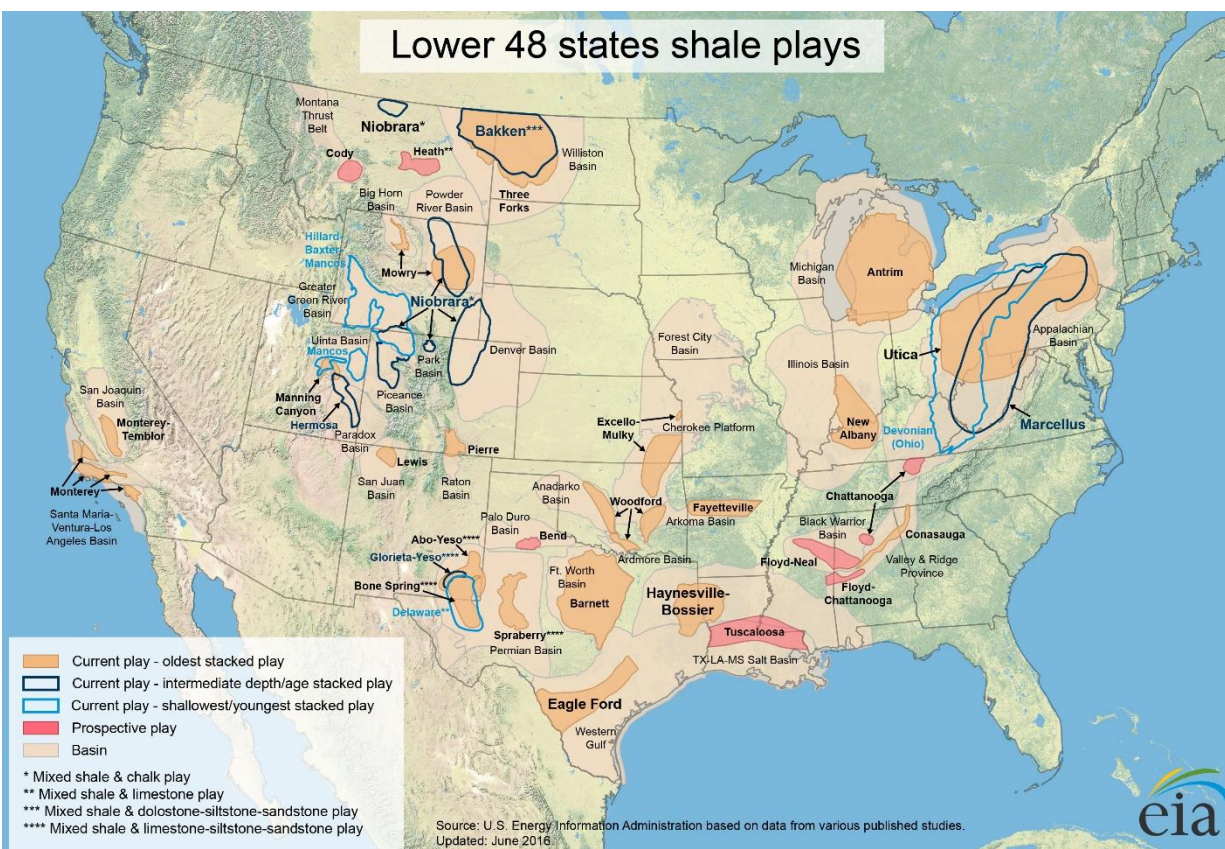 Lower 48 states shale plays
Montana
Thrust
Belt
Niobrara*
Bakken***
Cody
Heath**
Williston
Basin
Big Horn
Basin
Powder
River Basin
Three
Forks
Hillard-
Baxter-
Mancos
Mowry
Greater
Green River
Basin
Niobrara*
Uinta Basin
Mancos
Park
Basin
Denver Basin
Manning
Canyon
Hermosa
Piceance
Basin
Paradox
Basin
San Joaquin
Basin
Monterey-
Temblor
Monterey
Santa Maria-
Ventura-Los
Angeles Basin
Lewis
San Juan
Basin
Pierre
Raton
Basin
Michigan
Basin
Antrim
Forest City
Basin
Illinois Basin
Utica
Appalachian
Basin
Excello-
Mulky
Cherokee Platform
New
Albany
Devonian
(Ohio)
Marcellus
Anadarko
Basin
Woodford
Fayetteville
Arkoma Basin
Chattanooga
Palo Duro
Basin
Bend
Ardmore Basin
Black Warrior
Basin
Conasauga
Valley & Ridge
Province
Floyd-Neal
Floyd-
Chattanooga
Abo-Yeso****
Glorieta-Yeso****
Bone Spring****
Delaware**
Ft. Worth
Basin
Barnett
Haynesville-
Bossier
Spraberry****
Permian Basin
Tuscaloosa
TX-LA-MS Salt Basin
Eagle Ford
Western
Gulf
Current play - oldest stacked play
Current play - intermediate depth/age stacked play
Current play - shallowest/youngest stacked play
Prospective play
Basin
* Mixed shale & chalk play
** Mixed shale & limestone play
*** Mixed shale & dolostone-siltstone-sandstone play
**** Mixed shale & limestone-siltstone-sandstone play
Source: U.S. Energy Information Administration based on data from various published studies.
Updated: June 2016
eia